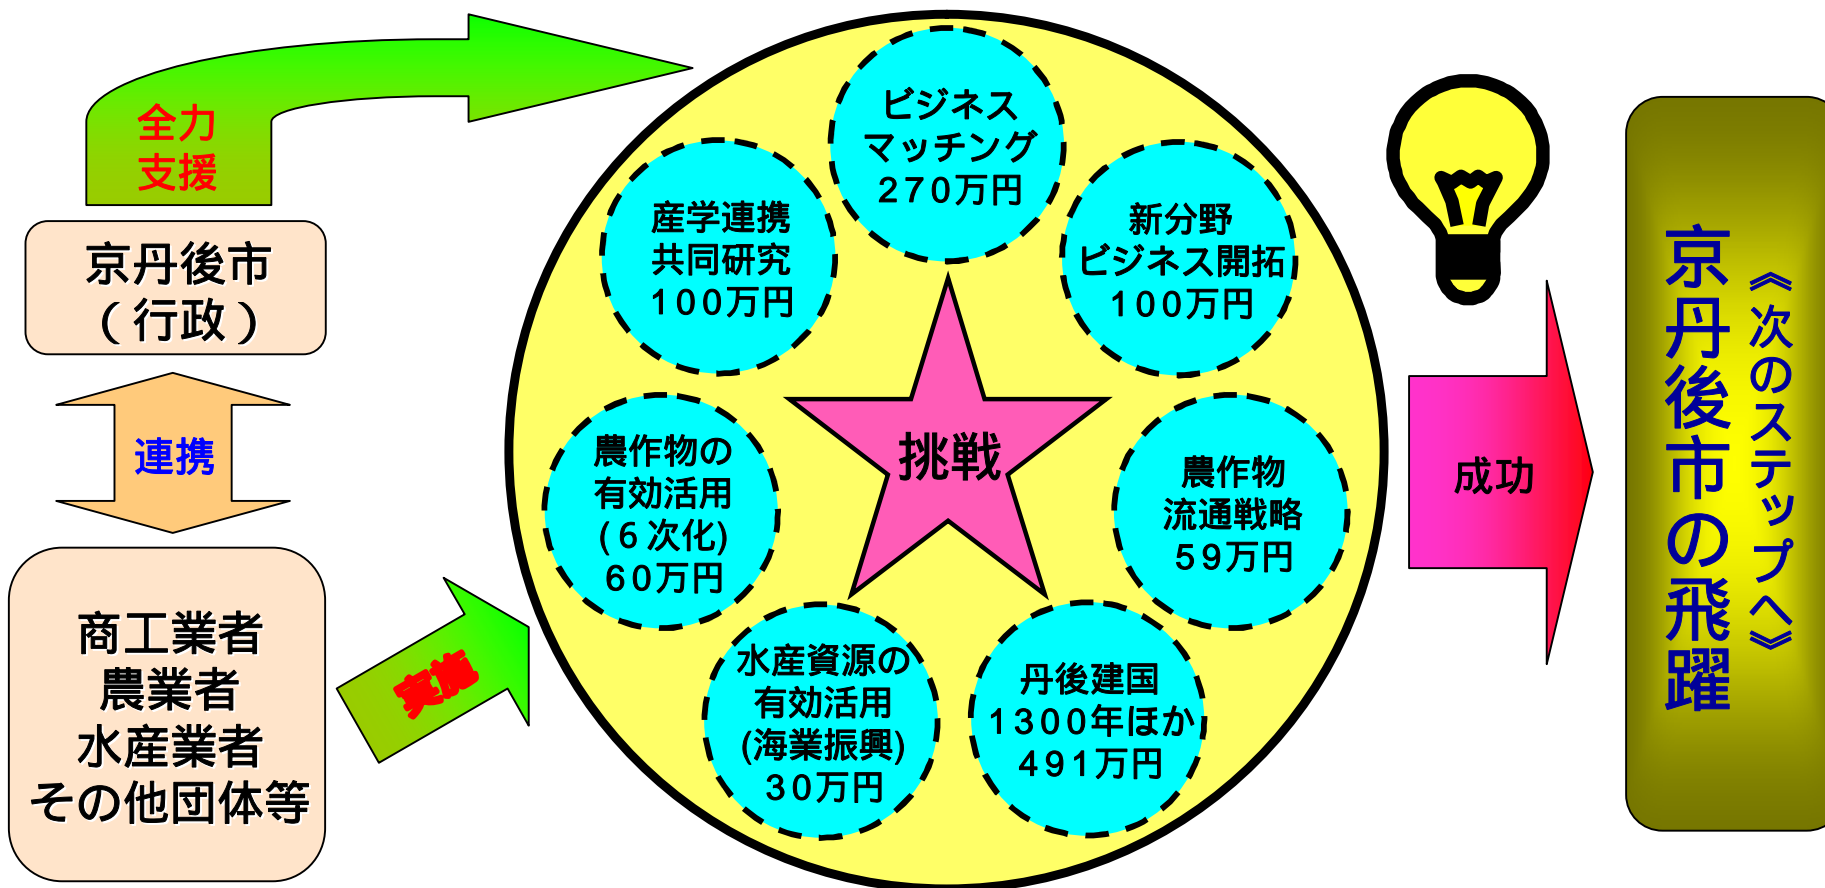 全力
支援
京丹後市
（行政）
連携
商工業者
農業者
水産業者
その他団体等
実施
ビジネス
マッチング
270万円
産学連携
共同研究
100万円
新分野
ビジネス開拓
100万円
挑戦
農作物の
有効活用
(６次化)
60万円
農作物
流通戦略
59万円
水産資源の
有効活用
(海業振興)
30万円
丹後建国
1300年ほか
491万円
成功
《次のステップへ》
京丹後市の飛躍